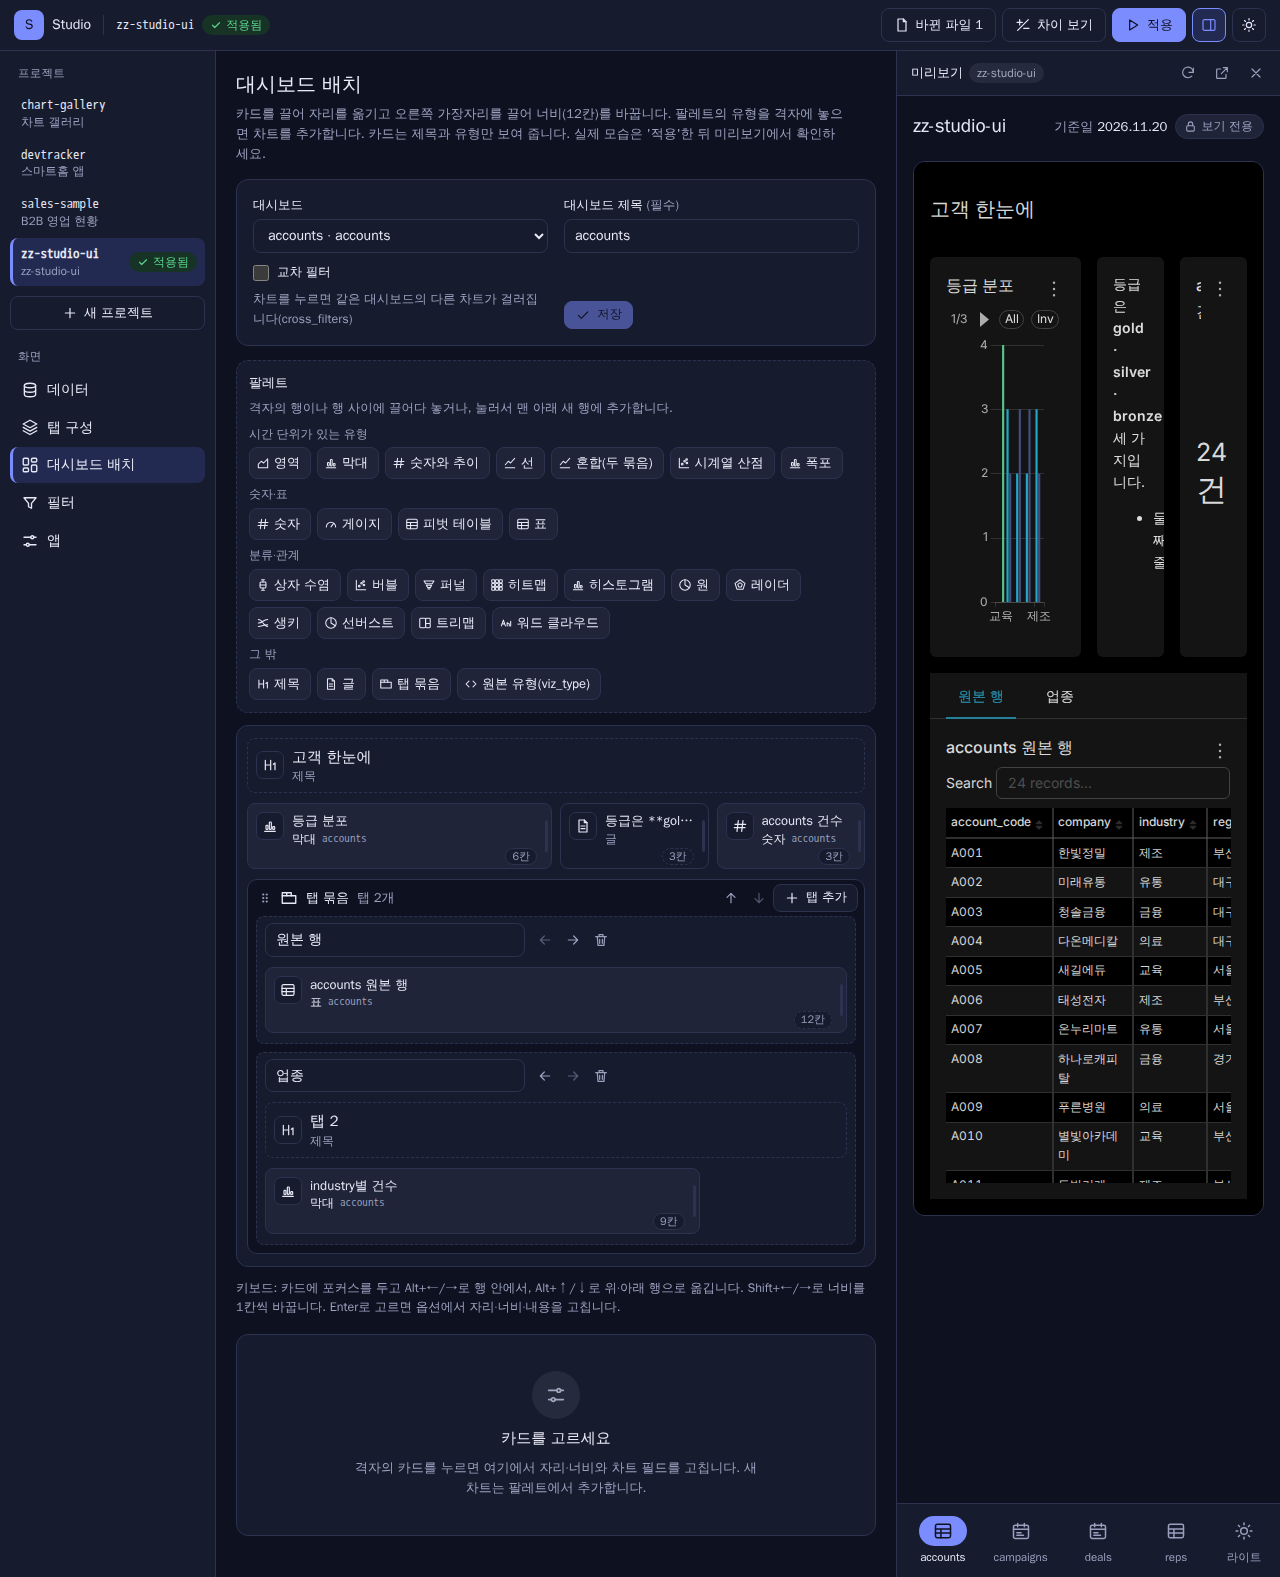 S Studio zz-studio-ui 적용됨
바뀐 파일 1 차이 보기 적용
프로젝트
chart-gallery
차트 갤러리
devtracker
스마트홈 앱
sales-sample
B2B 영업 현황
zz-studio-ui
zz-studio-ui
적용됨
새 프로젝트
화면
데이터
탭 구성
대시보드 배치
필터
앱
대시보드 배치
카드를 끌어 자리를 옮기고 오른쪽 가장자리를 끌어 너비(12칸)를 바꿉니다. 팔레트의 유형을 격자에 놓으
면 차트를 추가합니다. 카드는 제목과 유형만 보여 줍니다. 실제 모습은 '적용'한 뒤 미리보기에서 확인하
세요.
대시보드
accounts · accounts
대시보드 제목 (필수)
accounts
교차 필터
차트를 누르면 같은 대시보드의 다른 차트가 걸러집
니다(cross_filters)
저장
팔레트
격자의 행이나 행 사이에 끌어다 놓거나, 눌러서 맨 아래 새 행에 추가합니다.
시간 단위가 있는 유형
영역 막대 숫자와 추이 선 혼합(두 묶음) 시계열 산점 폭포
숫자·표
숫자 게이지 피벗 테이블 표
분류·관계
상자 수염 버블 퍼널 히트맵 히스토그램 원 레이더
생키 선버스트 트리맵 워드 클라우드
그 밖
제목 글 탭 묶음 원본 유형(viz_type)
고객 한눈에
제목
등급 분포
막대 accounts
6칸
등급은 **gol…
글
3칸
accounts 건수
숫자 accounts
3칸
탭 묶음 탭 2개
탭 추가
원본 행
accounts 원본 행
표 accounts
12칸
업종
탭 2
제목
industry별 건수
막대 accounts
9칸
키보드: 카드에 포커스를 두고 Alt+←/→로 행 안에서, Alt+↑/↓로 위·아래 행으로 옮깁니다. Shift+←/→로 너비를
1칸씩 바꿉니다. Enter로 고르면 옵션에서 자리·너비·내용을 고칩니다.
카드를 고르세요
격자의 카드를 누르면 여기에서 자리·너비와 차트 필드를 고칩니다. 새
차트는 팔레트에서 추가합니다.
미리보기 zz-studio-ui
zz-studio-ui
기준일 2026.11.20 보기 전용
고객 한눈에
등급 분포
1/3 All Inv
4
3
2
1
0
교육 제조
등급
은
gold
·
silver
·
bronze
세 가
지입
니다.
24
건
원본 행 업종
accounts 원본 행
Search 24 records...
account_code company industry reg
A001 한빛정밀 제조 부산
A002 미래유통 유통 대구
A003 청솔금융 금융 대구
A004 다온메디칼 의료 대구
A005 새길에듀 교육 서울
A006 태성전자 제조 부산
A007 온누리마트 유통 서울
A008 하나로캐피
탈 금융 경기
A009 푸른병원 의료 서울
A010 별빛아카데
미 교육 부산
accounts campaigns deals reps 라이트